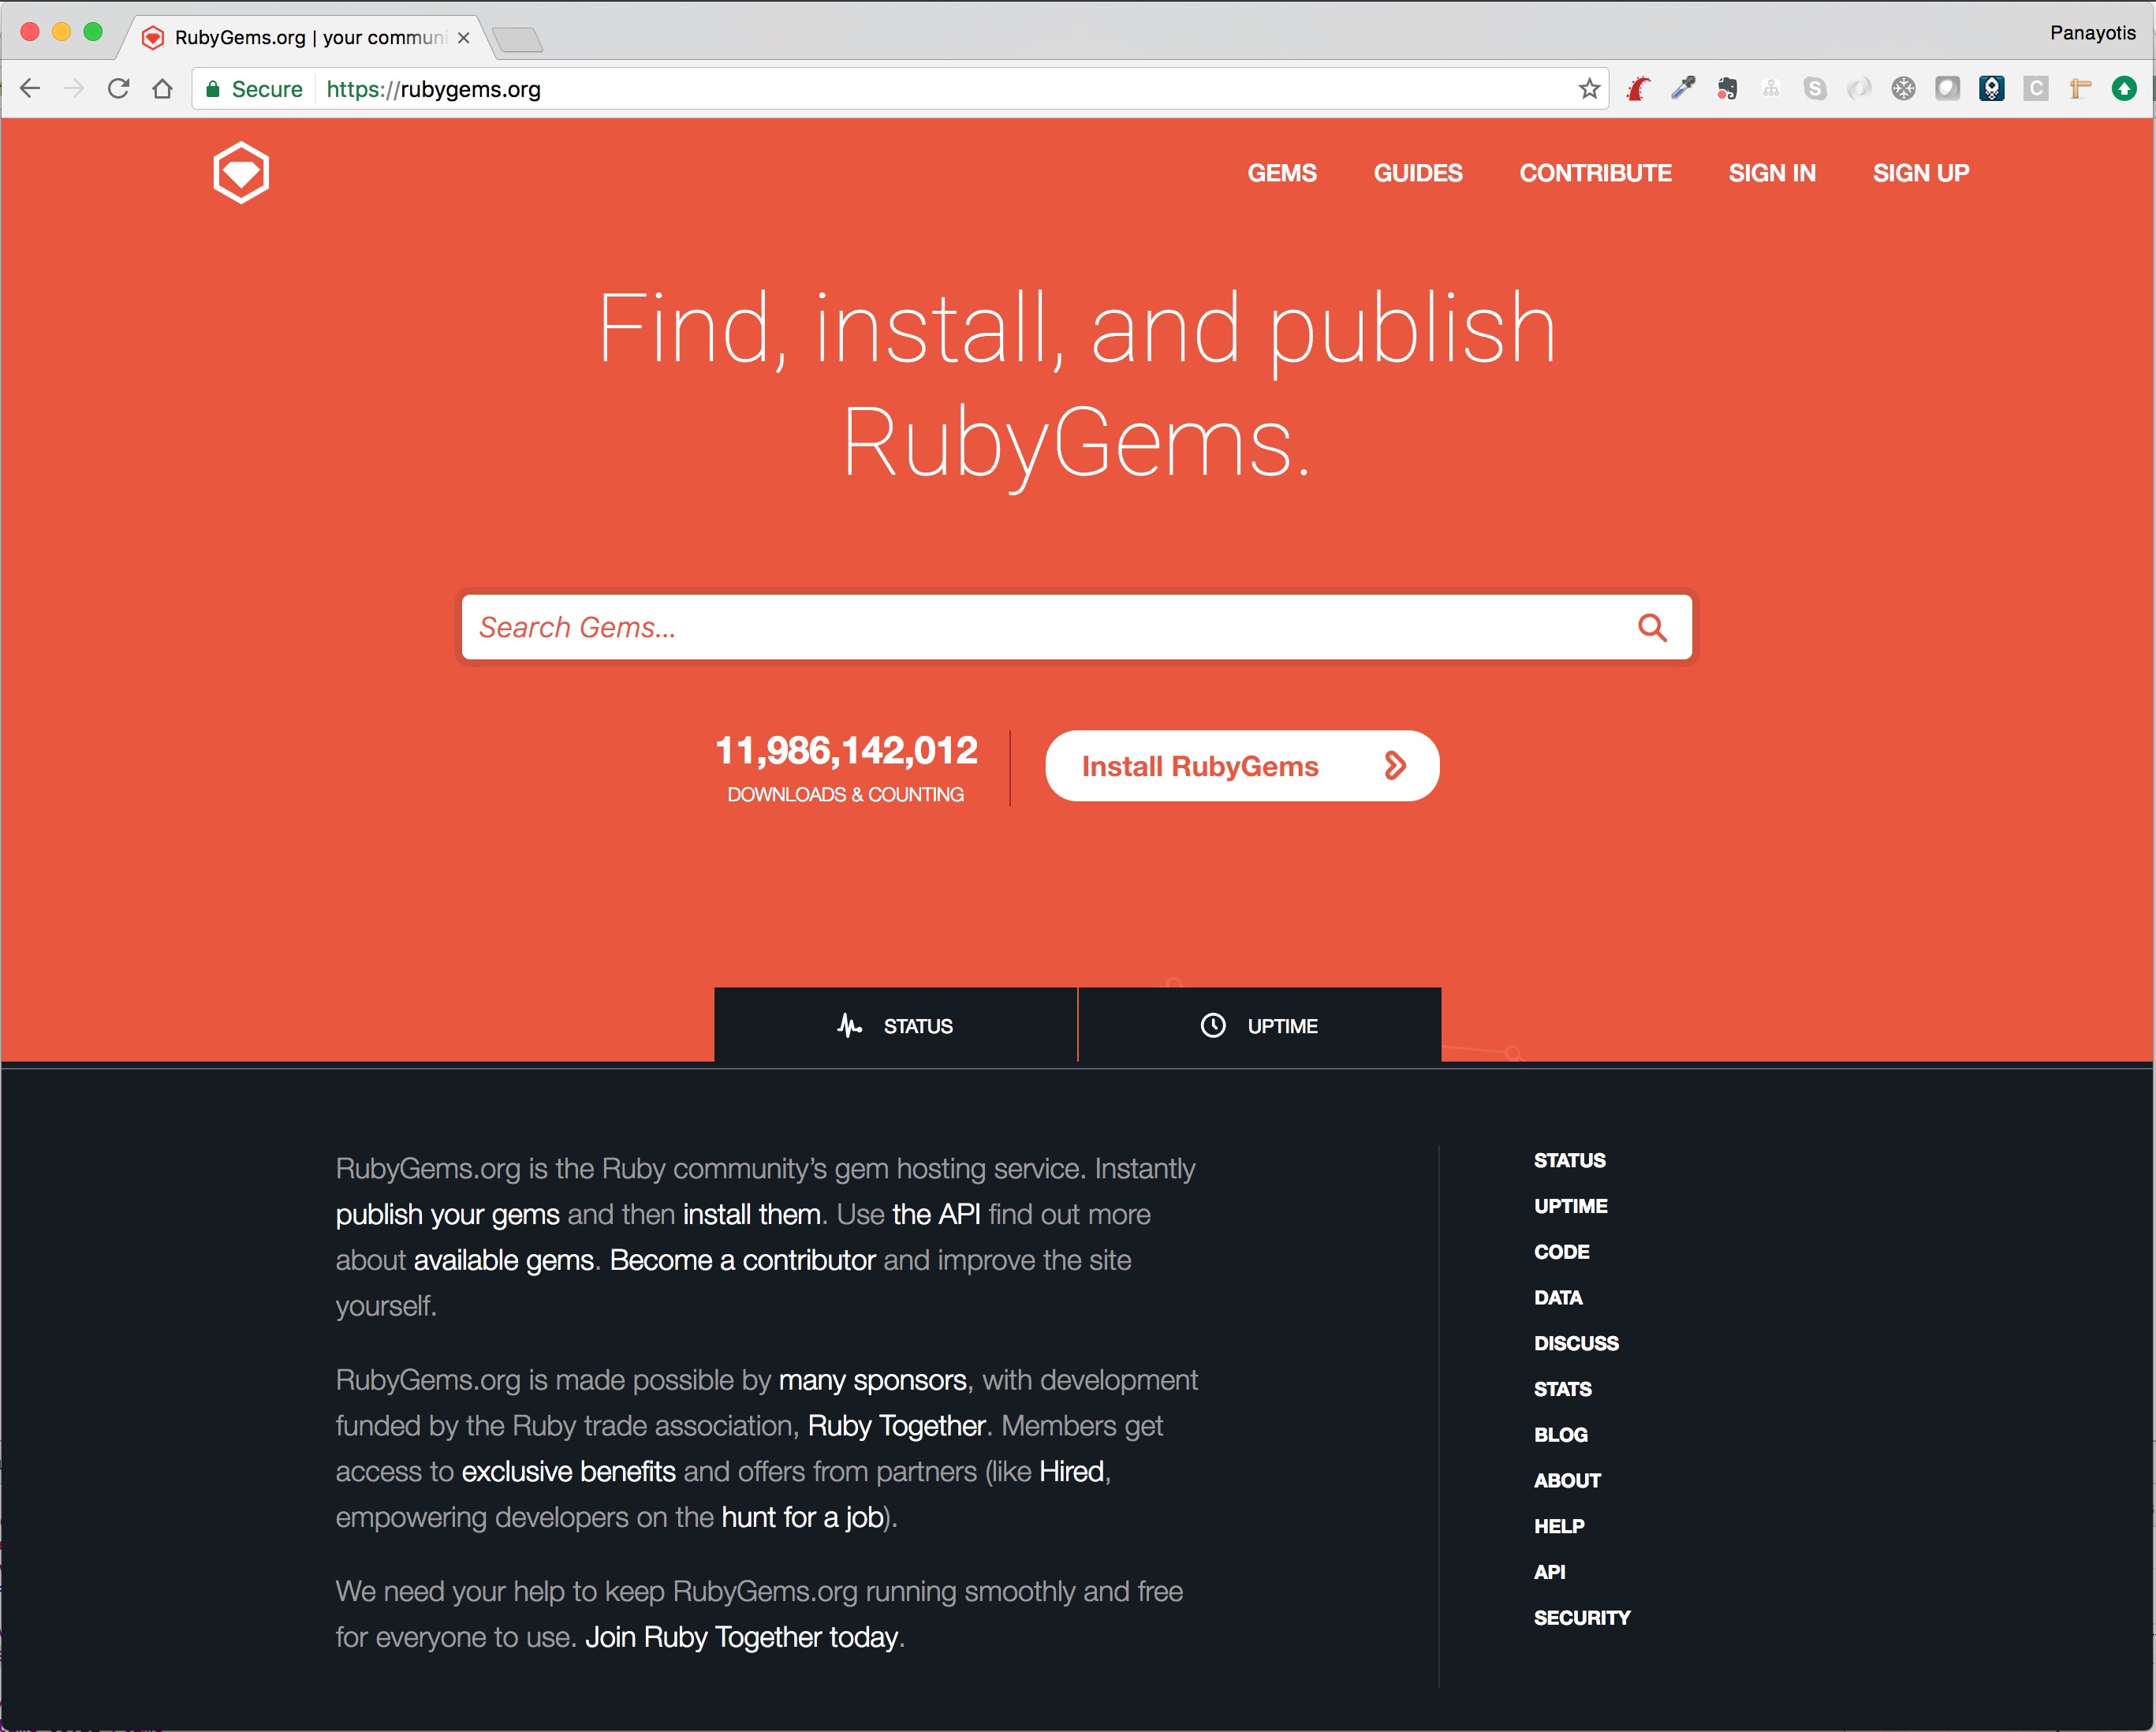 RubyGems.org | your communi
Panayotis
Secure
https://rubygems.org
GEMS
GUIDES
CONTRIBUTE
SIGN IN
SIGN UP
Find, install, and publish
RubyGems.
Search Gems...
11,986,142,012
DOWNLOADS & COUNTING
Install RubyGems
STATUS
UPTIME
RubyGems.org is the Ruby community’s gem hosting service. Instantly
publish your gems and then install them. Use the API find out more
about available gems. Become a contributor and improve the site
yourself.
RubyGems.org is made possible by many sponsors, with development
funded by the Ruby trade association, Ruby Together. Members get
access to exclusive benefits and offers from partners (like Hired,
empowering developers on the hunt for a job).
We need your help to keep RubyGems.org running smoothly and free
for everyone to use. Join Ruby Together today.
STATUS
UPTIME
CODE
DATA
DISCUSS
STATS
BLOG
ABOUT
HELP
API
SECURITY